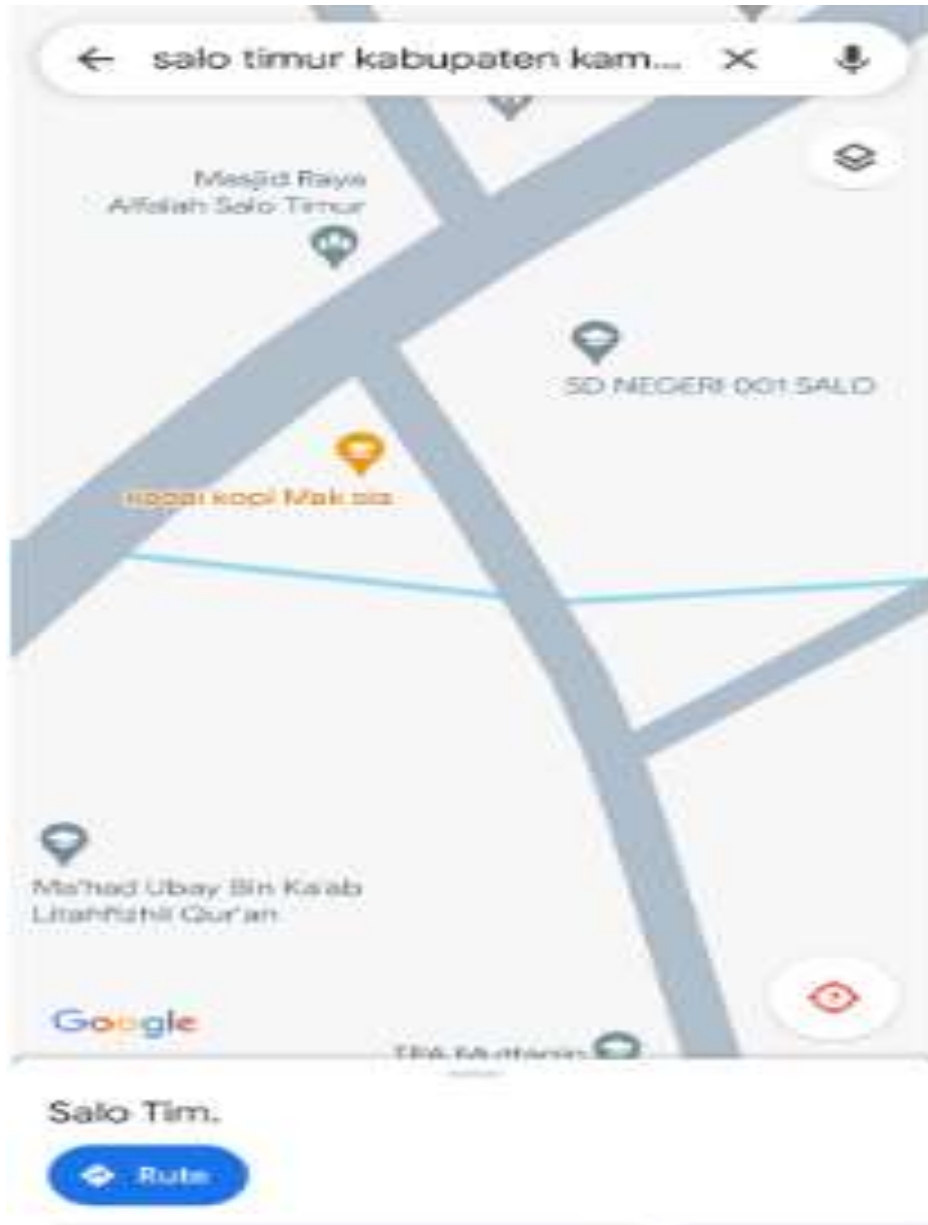 salo timur kabupaten kam...
Masjid Raya
Alfalah Salo Timur
SD NEGERI 001 SALO
kopi Mak sia
Ma'had Ubay Bin Ka'ab
Litahfizhil Qur'an
Google
TPA
Salo Tim.
Rute